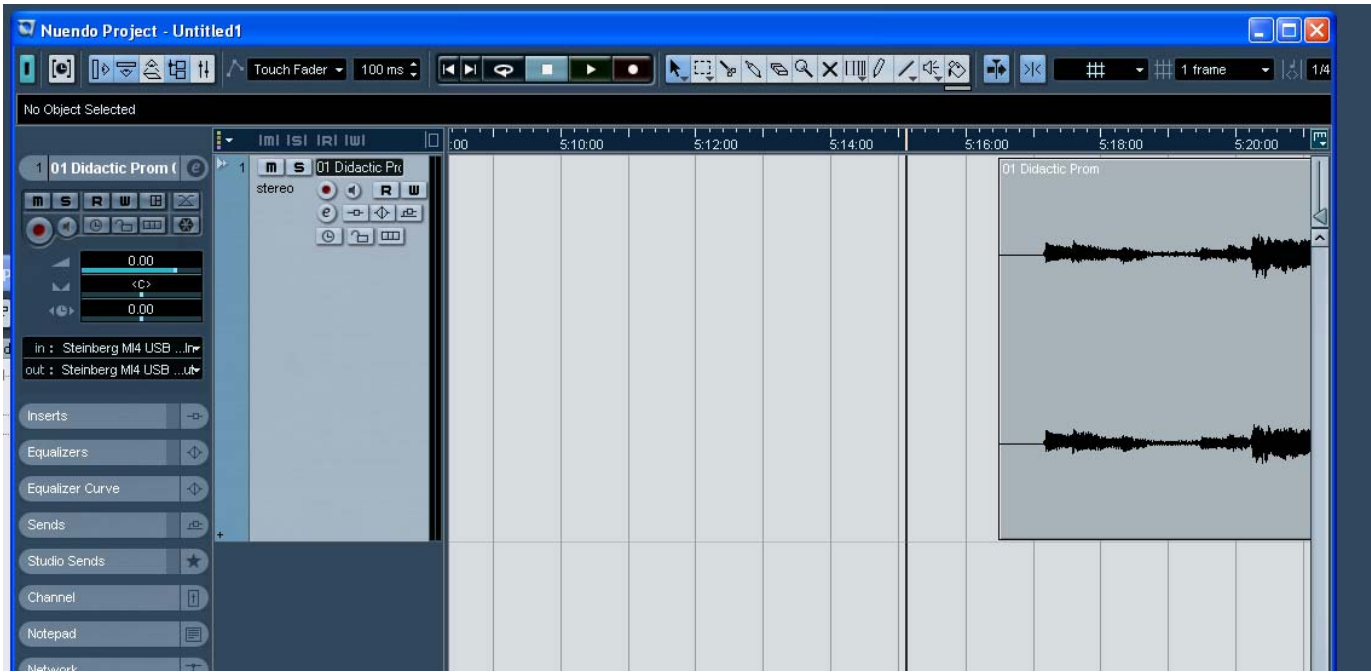 Nuendo Project - Untitled1
Touch Fader 100 ms 1 frame 1/4
No Object Selected
m s R W
:00 5:10:00 5:12:00 5:14:00 5:16:00 5:18:00 5:20:00
1 01 Didactic Prom ( e
1 m S 01 Didactic Pro
01 Didactic Prom
stereo R W
m S R W
e
0.00
<C>
0.00
in : Steinberg MI4 USB ...In
out : Steinberg MI4 USB ...ut
Inserts
Equalizers
Equalizer Curve
Sends
Studio Sends
Channel
Notepad
Network